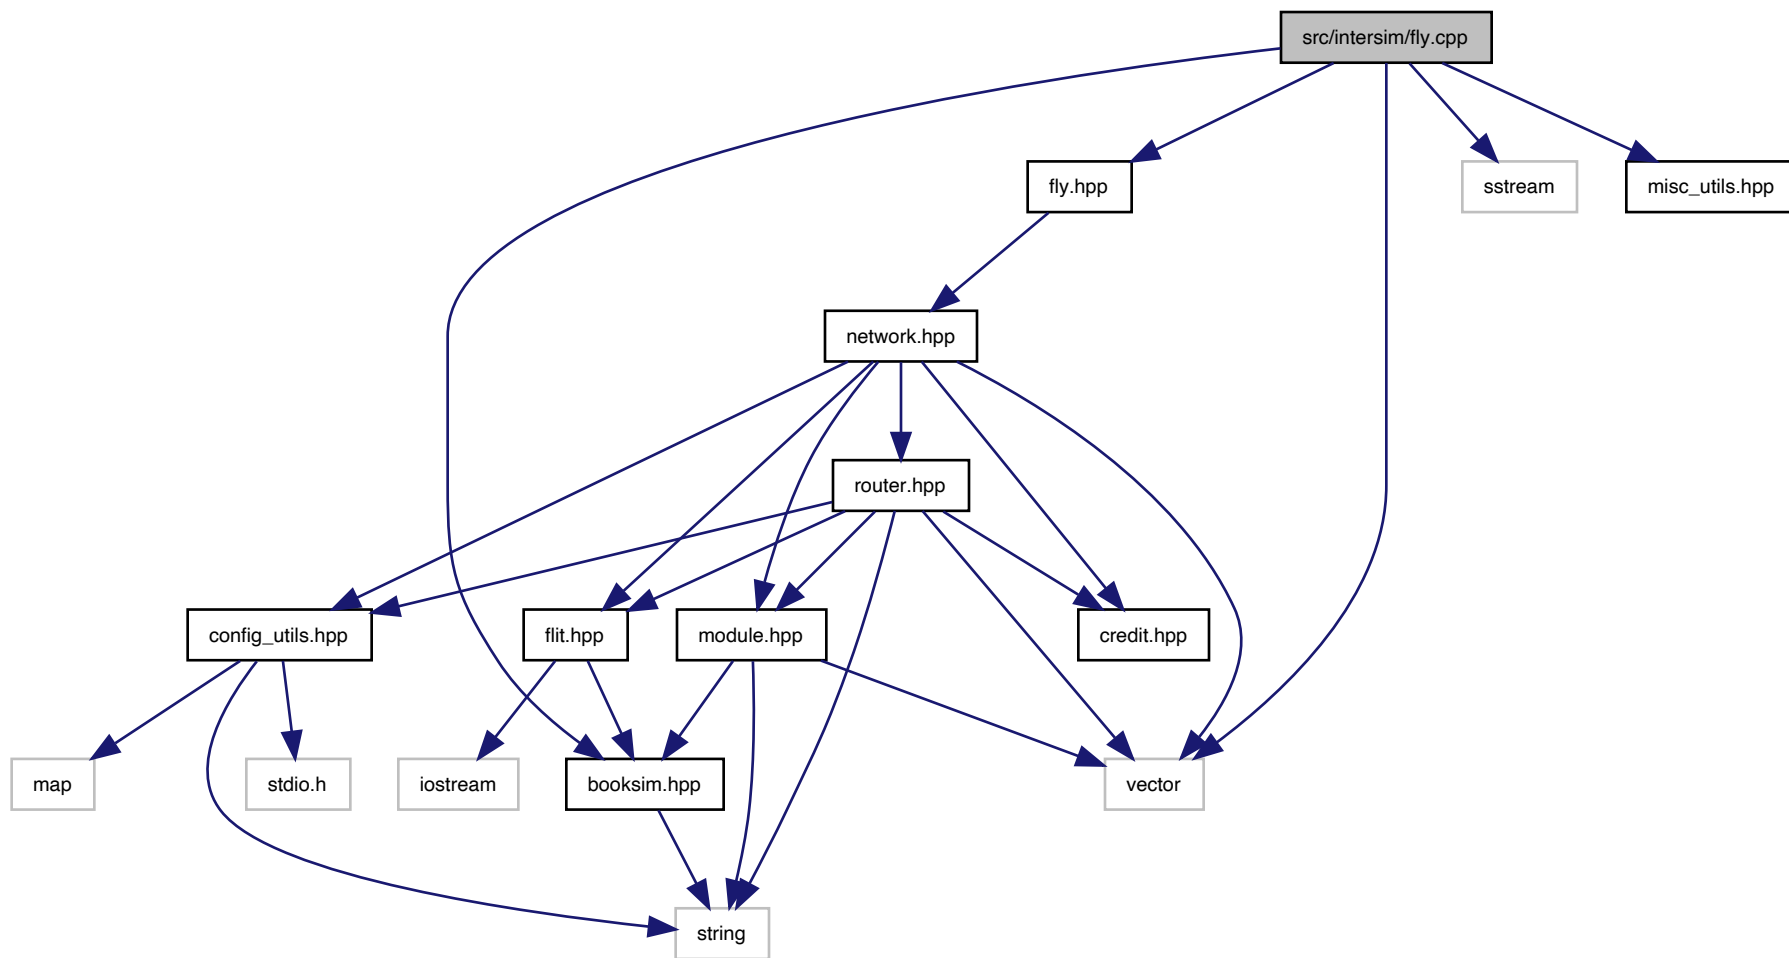 src/intersim/fly.cpp
fly.hpp
sstream
misc_utils.hpp
network.hpp
router.hpp
config_utils.hpp
flit.hpp
module.hpp
credit.hpp
map
stdio.h
iostream
booksim.hpp
vector
string